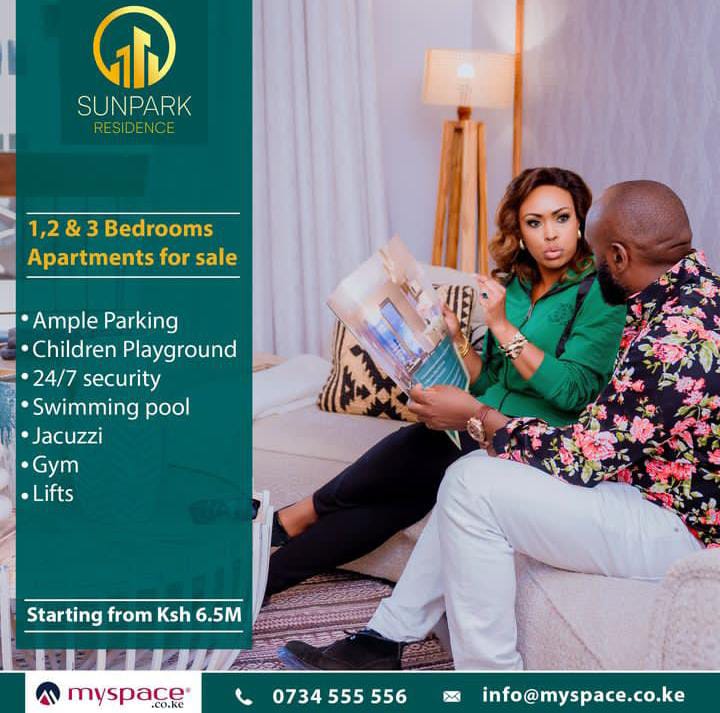 SUNPARK
RESIDENCE
1,2 & 3 Bedrooms
Apartments for sale
• Ample Parking
• Children Playground
• 24/7 security
• Swimming pool
• Jacuzzi
• Gym
• Lifts
Starting from Ksh 6.5M
myspace®
.co.ke
0734 555 556
info@myspace.co.ke